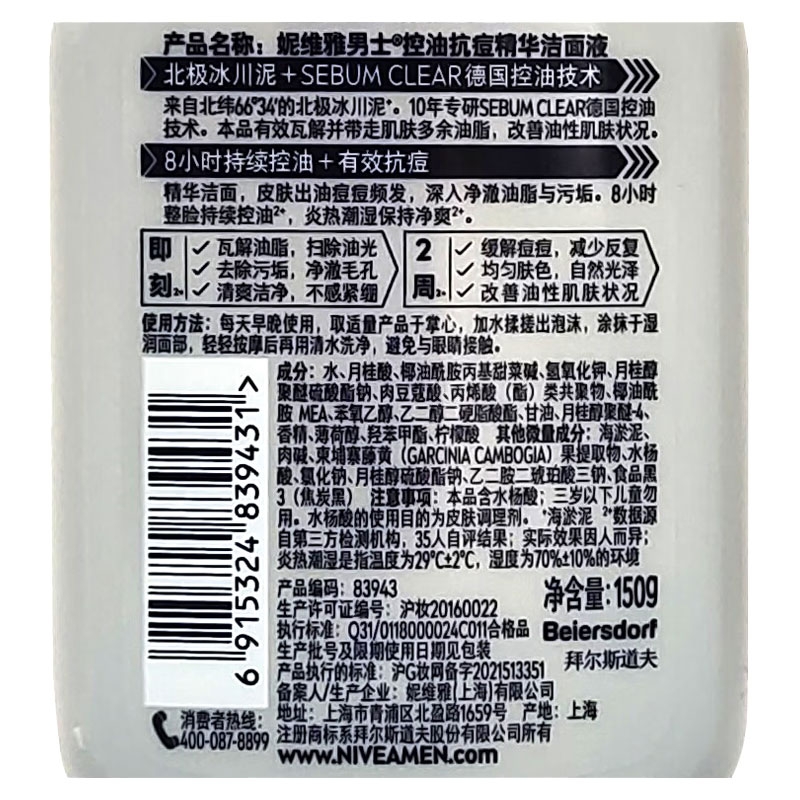 产品名称：妮维雅男士®控油抗痘精华洁面液
北极冰川泥+SEBUM CLEAR德国控油技术
来自北纬66°34'的北极冰川泥⁺。10年专研SEBUM CLEAR德国控油
技术。本品有效瓦解并带走肌肤多余油脂，改善油性肌肤状况。
8小时持续控油+有效抗痘
精华洁面，皮肤出油痘痘频发，深入净澈油脂与污垢。8小时
整脸持续控油²⁺，炎热潮湿保持净爽²⁺。
即刻²⁺
✓ 瓦解油脂，扫除油光
✓ 去除污垢，净澈毛孔
✓ 清爽洁净，不感紧绷
2周²⁺
✓ 缓解痘痘，减少反复
✓ 均匀肤色，自然光泽
✓ 改善油性肌肤状况
使用方法：每天早晚使用，取适量产品于掌心，加水揉搓出泡沫，涂抹于湿
润面部，轻轻按摩后再用清水洗净，避免与眼睛接触。
成分：水、月桂酸、椰油酰胺丙基甜菜碱、氢氧化钾、月桂醇
聚醚硫酸酯钠、肉豆蔻酸、丙烯酸（酯）类共聚物、椰油酰
胺 MEA、苯氧乙醇、乙二醇二硬脂酸酯、甘油、月桂醇聚醚-4、
香精、薄荷醇、羟苯甲酯、柠檬酸 其他微量成分：海淤泥、
肉碱、柬埔寨藤黄（GARCINIA CAMBOGIA）果提取物、水杨
酸、氯化钠、月桂醇硫酸酯钠、乙二胺二琥珀酸三钠、食品黑
3（焦炭黑） 注意事项：本品含水杨酸；三岁以下儿童勿
用。水杨酸的使用目的为皮肤调理剂。⁺海淤泥 ²⁺数据源
自第三方检测机构，35人自评结果；实际效果因人而异；
炎热潮湿是指温度为29℃±2℃，湿度为70%±10%的环境
6 915324 839431 >
产品编码：83943
生产许可证编号：沪妆20160022
执行标准：Q31/0118000024C011合格品
生产批号及限期使用日期见包装
产品执行的标准：沪G妆网备字2021513351
备案人/生产企业：妮维雅(上海)有限公司
地址：上海市青浦区北盈路1659号 产地：上海
注册商标系拜尔斯道夫股份有限公司所有
www.NIVEAMEN.com
净含量：150g
Beiersdorf
拜尔斯道夫
消费者热线：
400-087-8899